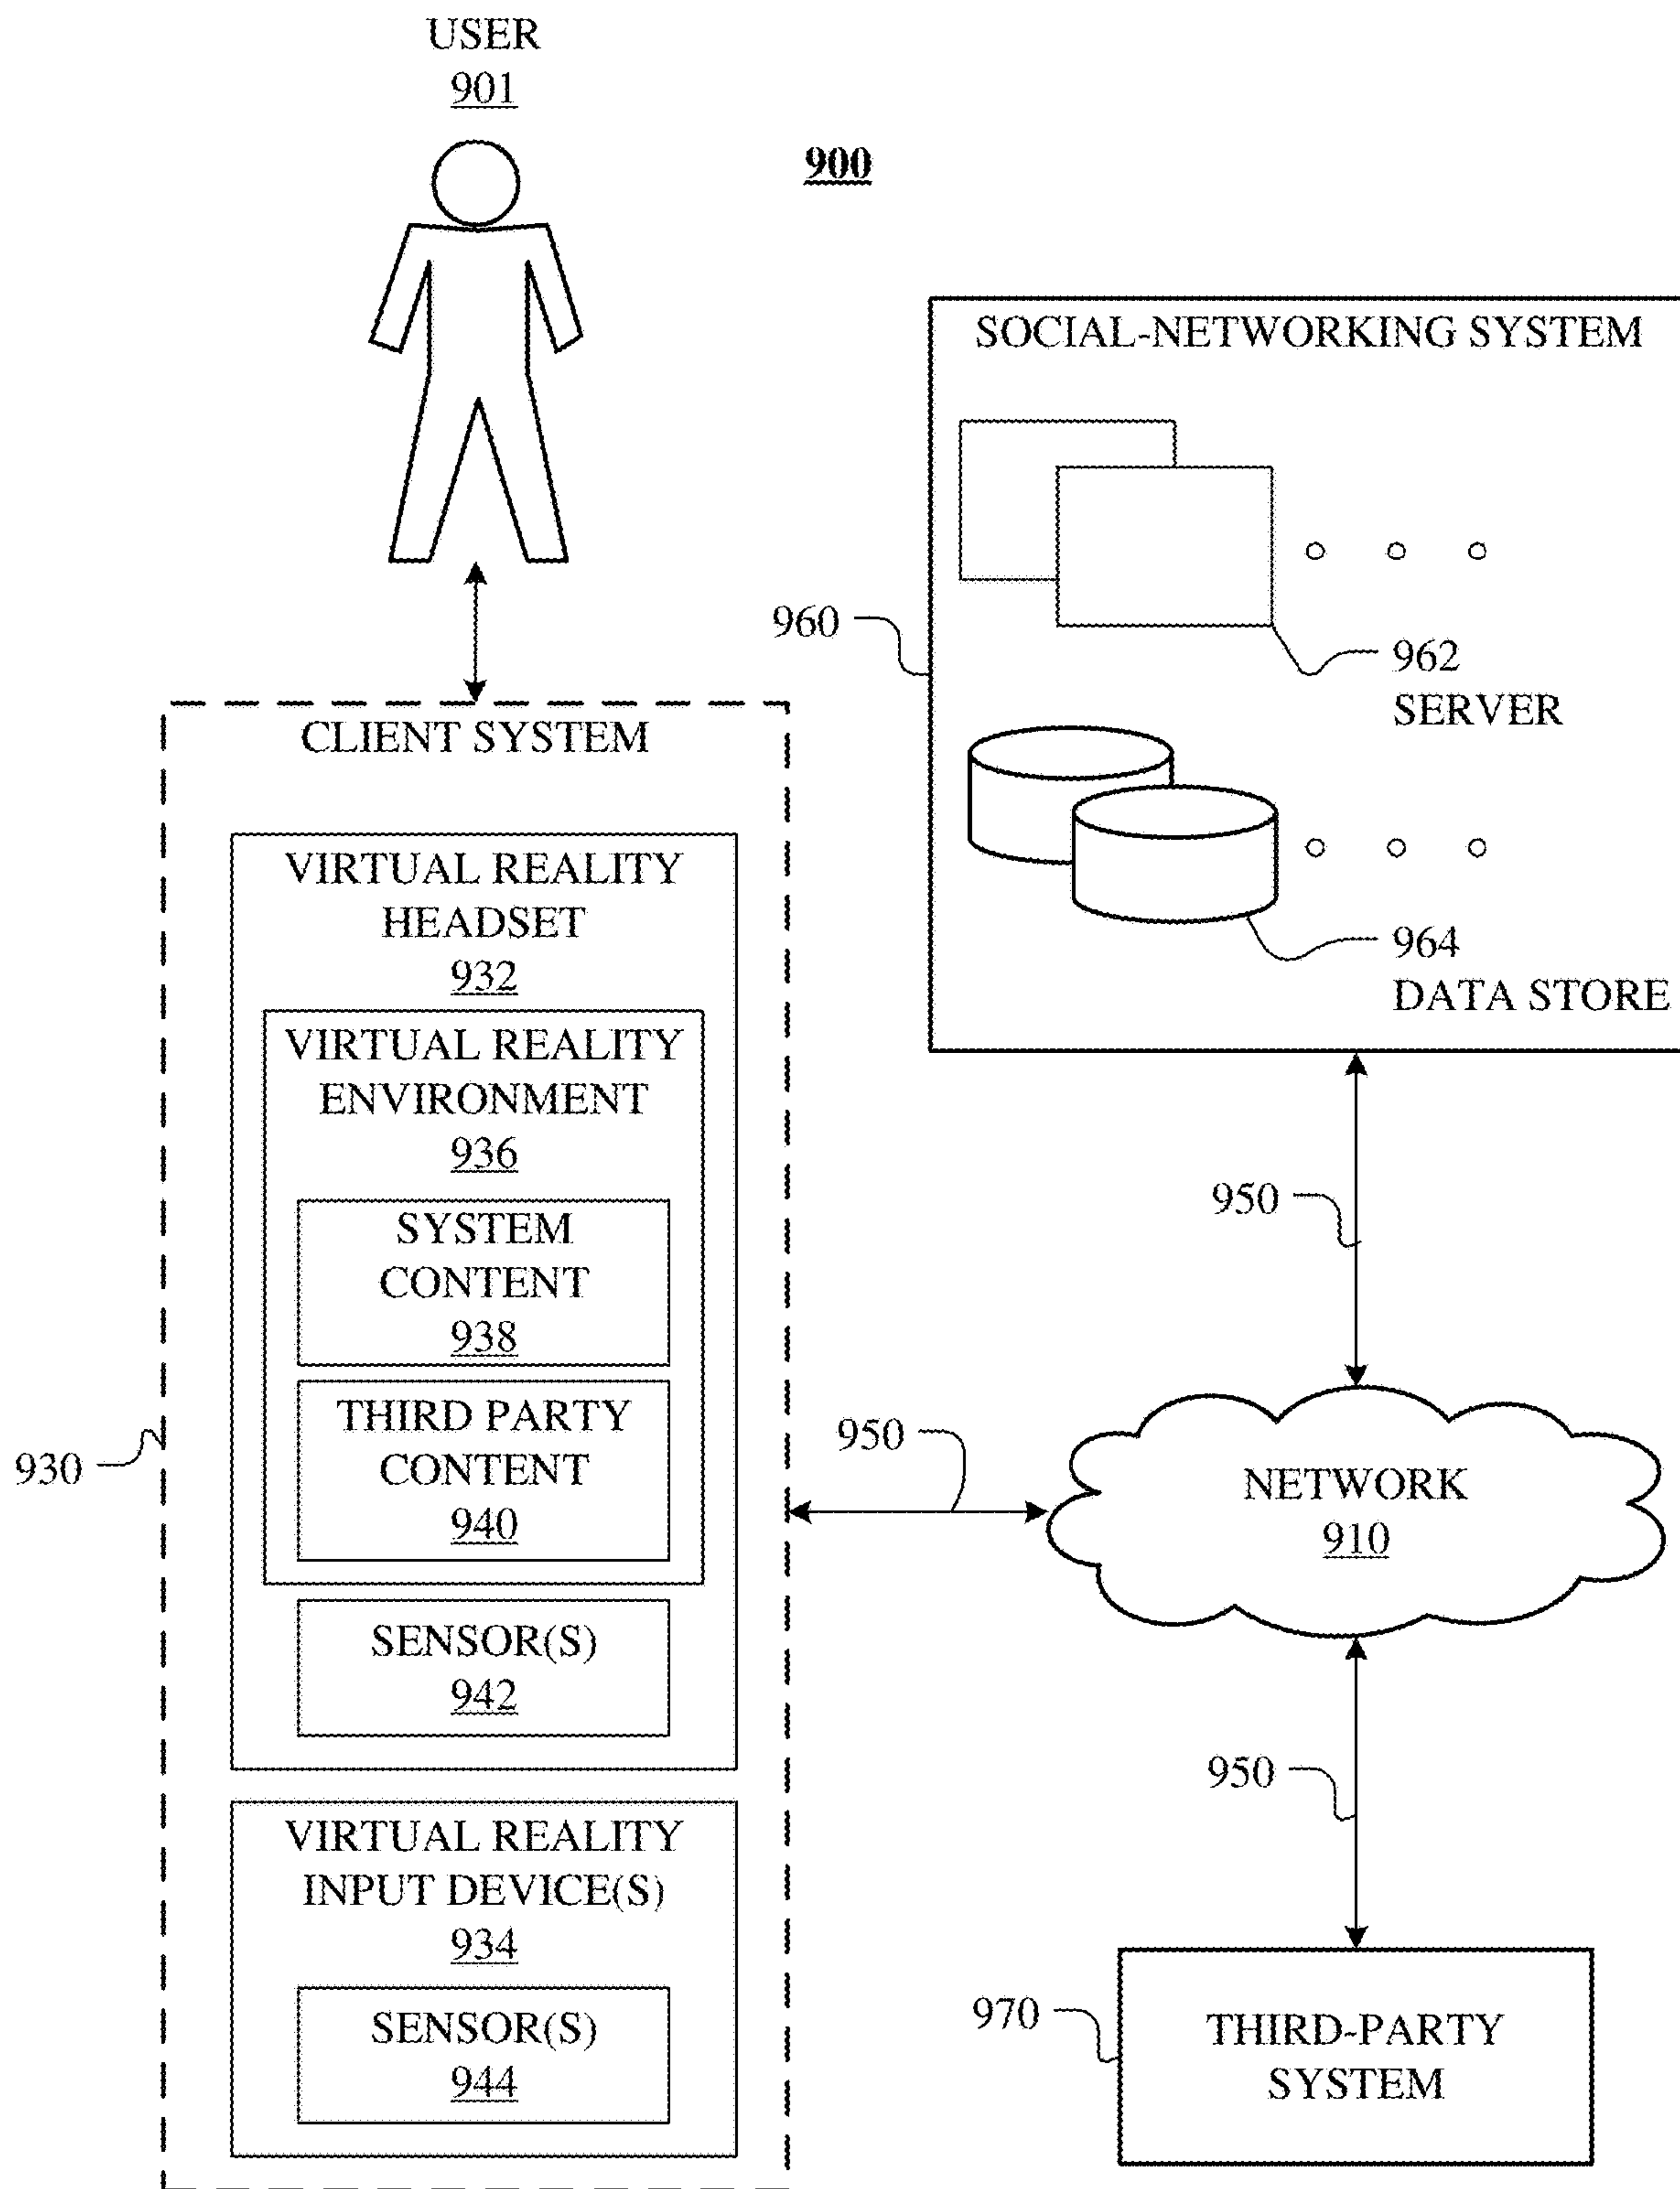 USER
901
900
SOCIAL-NETWORKING SYSTEM
960
962
SERVER
964
DATA STORE
CLIENT SYSTEM
VIRTUAL REALITY
HEADSET
932
VIRTUAL REALITY
ENVIRONMENT
936
SYSTEM
CONTENT
938
THIRD PARTY
CONTENT
940
SENSOR(S)
942
930
VIRTUAL REALITY
INPUT DEVICE(S)
934
SENSOR(S)
944
950
950
NETWORK
910
950
970
THIRD-PARTY
SYSTEM